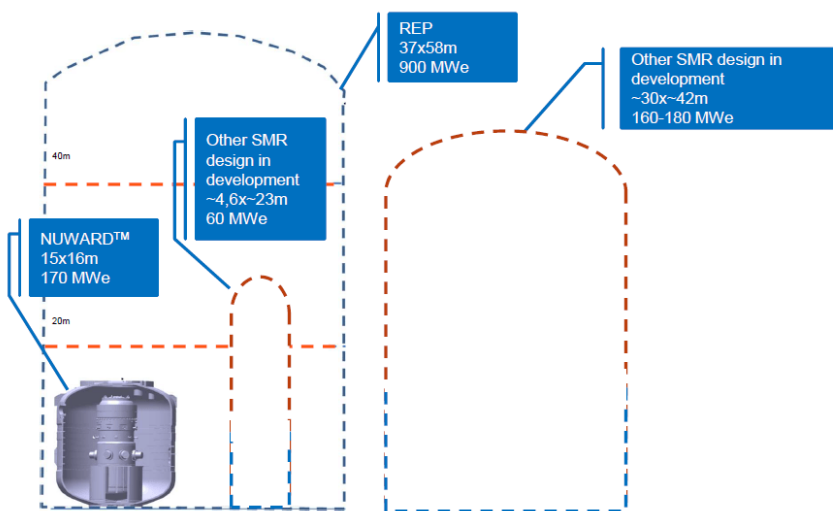 REP
37x58m
900 MWe
Other SMR design in
development
~30x~42m
160-180 MWe
Other SMR
design in
development
~4,6x~23m
60 MWe
40m
NUWARD™
15x16m
170 MWe
20m